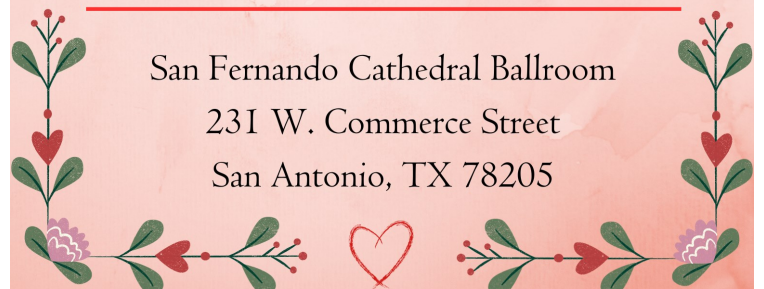 San Fernando Cathedral Ballroom
231 W. Commerce Street
San Antonio, TX 78205